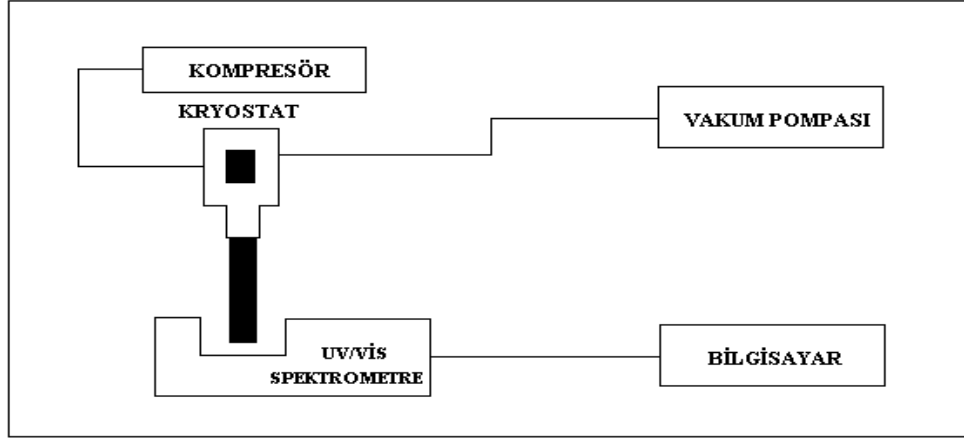 KOMPRESÖR
KRYOSTAT
VAKUM POMPASI
UV/VİS
SPEKTROMETRE
BİLGİSAYAR